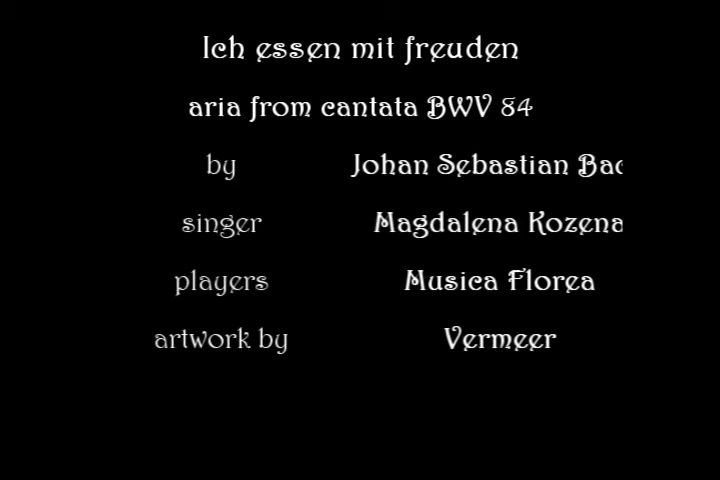 Ich essen mit freuden
aria from cantata BWV 84
by Johan Sebastian Bac
singer Magdalena Kozena
players Musica Florea
artwork by Vermeer